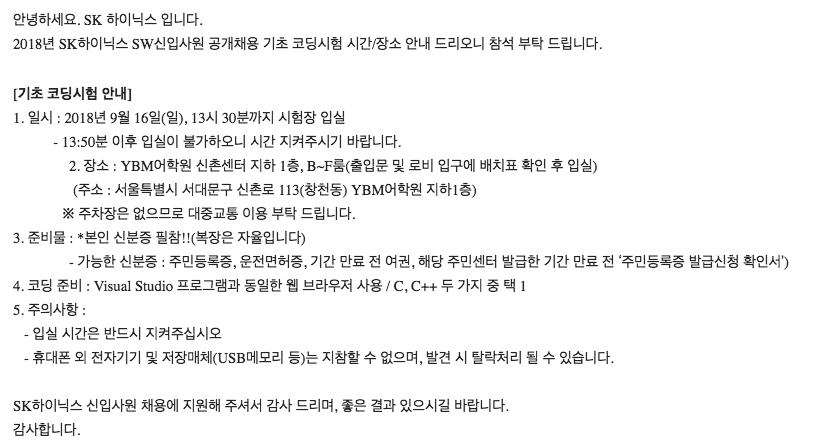 안녕하세요. SK 하이닉스 입니다.
2018년 SK하이닉스 SW신입사원 공개채용 기초 코딩시험 시간/장소 안내 드리오니 참석 부탁 드립니다.
[기초 코딩시험 안내]
1. 일시 : 2018년 9월 16일(일), 13시 30분까지 시험장 입실
- 13:50분 이후 입실이 불가하오니 시간 지켜주시기 바랍니다.
2. 장소 : YBM어학원 신촌센터 지하 1층, B~F룸(출입문 및 로비 입구에 배치표 확인 후 입실)
(주소 : 서울특별시 서대문구 신촌로 113(창천동) YBM어학원 지하1층)
※ 주차장은 없으므로 대중교통 이용 부탁 드립니다.
3. 준비물 : *본인 신분증 필참!!(복장은 자율입니다)
- 가능한 신분증 : 주민등록증, 운전면허증, 기간 만료 전 여권, 해당 주민센터 발급한 기간 만료 전 ‘주민등록증 발급신청 확인서’)
4. 코딩 준비 : Visual Studio 프로그램과 동일한 웹 브라우저 사용 / C, C++ 두 가지 중 택 1
5. 주의사항 :
- 입실 시간은 반드시 지켜주십시오
- 휴대폰 외 전자기기 및 저장매체(USB메모리 등)는 지참할 수 없으며, 발견 시 탈락처리 될 수 있습니다.
SK하이닉스 신입사원 채용에 지원해 주셔서 감사 드리며, 좋은 결과 있으시길 바랍니다.
감사합니다.